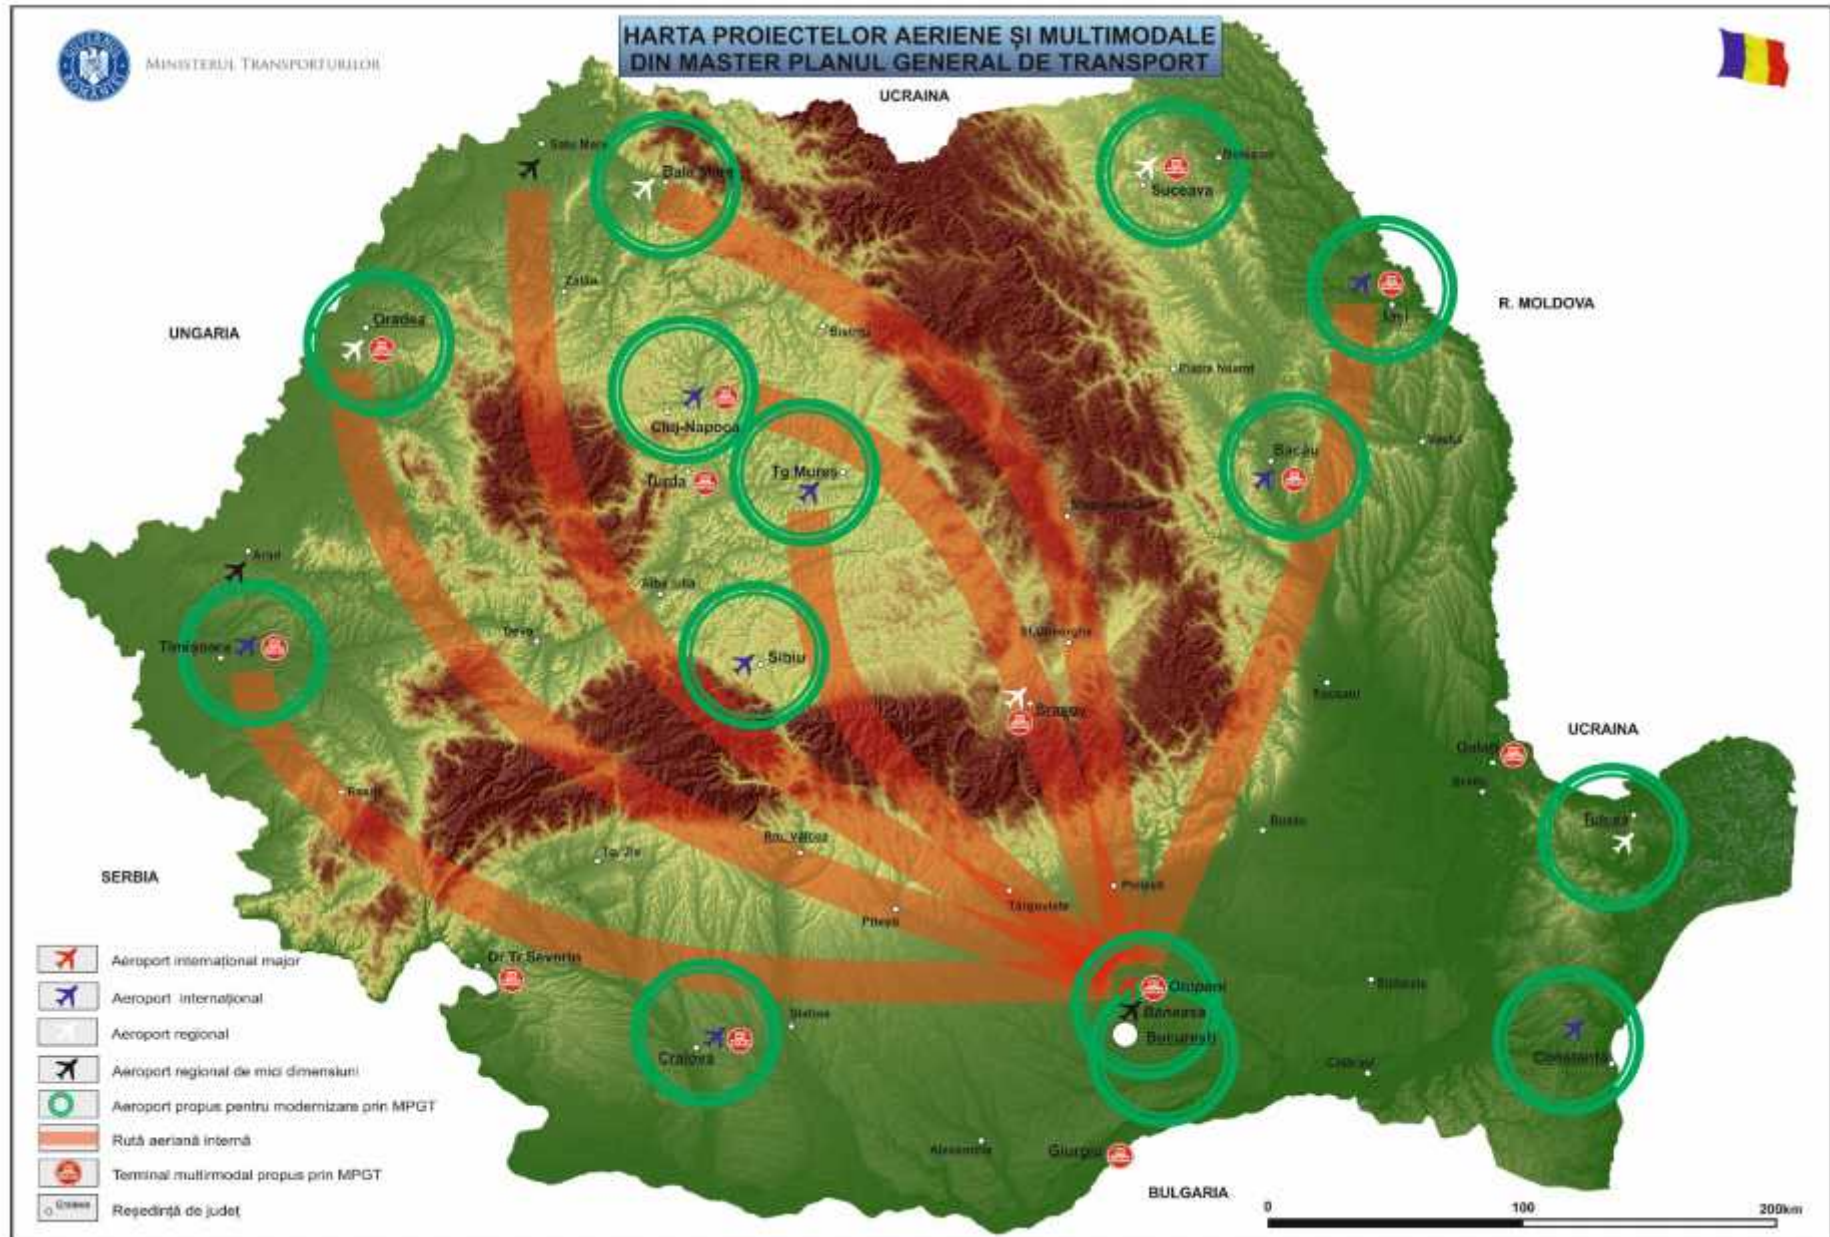 GUVERNUL ROMÂNIEI
MINISTERUL TRANSPORTURILOR
HARTA PROIECTELOR AERIENE ȘI MULTIMODALE
DIN MASTER PLANUL GENERAL DE TRANSPORT
UCRAINA
Satu Mare
Baia Mare
Suceava
Botoșani
Zalău
Oradea
Iași
R. MOLDOVA
UNGARIA
Bistrița
Piatra Neamț
Cluj-Napoca
Bacău
Vaslui
Tg Mureș
Turda
Arad
Alba Iulia
Deva
Sf.Gheorghe
Timișoara
Sibiu
Brașov
Focșani
UCRAINA
Galați
Brăila
Reșița
Tulcea
Buzău
Rm. Vâlcea
Tg. Jiu
SERBIA
Ploiești
Târgoviște
Pitești
Dr Tr Severin
Otopeni
Slobozia
Băneasa
Slatina
București
Craiova
Constanța
Călărași
Alexandria
Giurgiu
BULGARIA
Aeroport internațional major
Aeroport internațional
Aeroport regional
Aeroport regional de mici dimensiuni
Aeroport propus pentru modernizare prin MPGT
Rută aeriană internă
Terminal multirmodal propus prin MPGT
Reședință de județ
0 100 200km